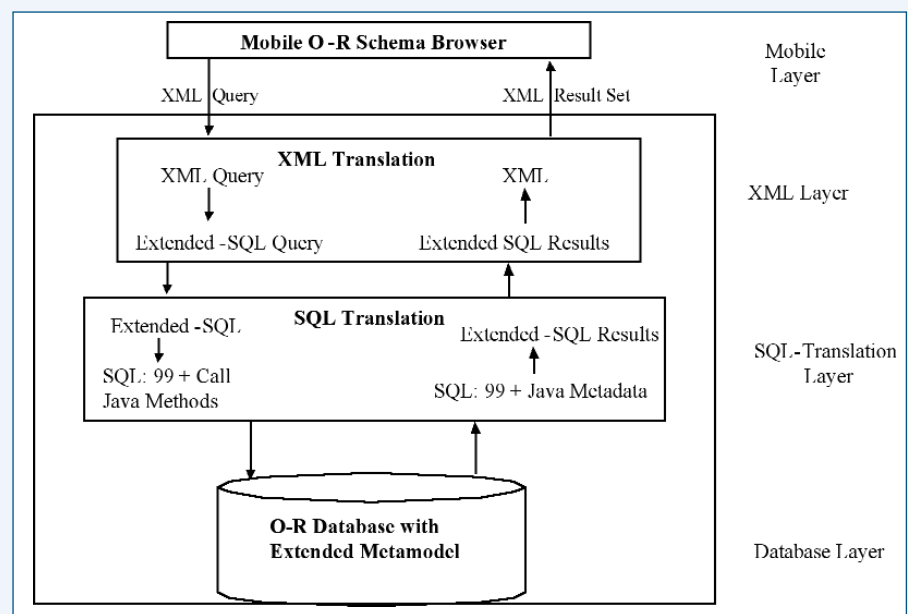 Mobile O-R Schema Browser
Mobile
Layer
XML Query
XML Result Set
XML Translation
XML Query
XML
XML Layer
Extended -SQL Query
Extended SQL Results
SQL Translation
Extended -SQL
Extended -SQL Results
SQL-Translation
Layer
SQL: 99 + Call
Java Methods
SQL: 99 + Java Metadata
O-R Database with
Extended Metamodel
Database Layer